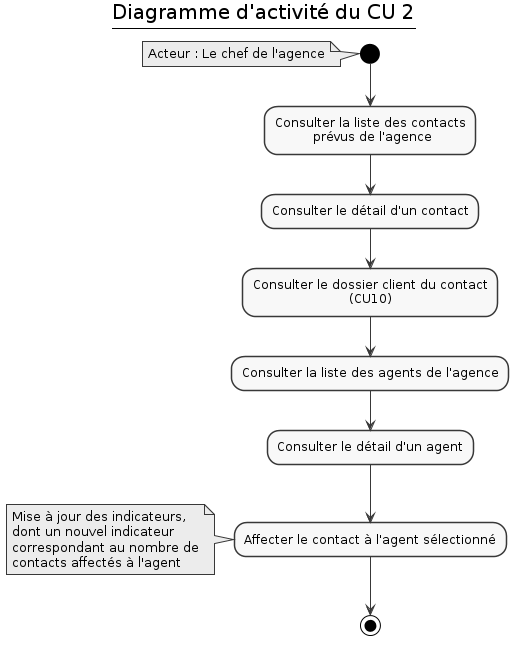 Diagramme d'activité du CU 2
Acteur : Le chef de l'agence
Consulter la liste des contacts
prévus de l'agence
Consulter le détail d'un contact
Consulter le dossier client du contact
(CU10)
Consulter la liste des agents de l'agence
Consulter le détail d'un agent
Mise à jour des indicateurs,
dont un nouvel indicateur
correspondant au nombre de
contacts affectés à l'agent
Affecter le contact à l'agent sélectionné